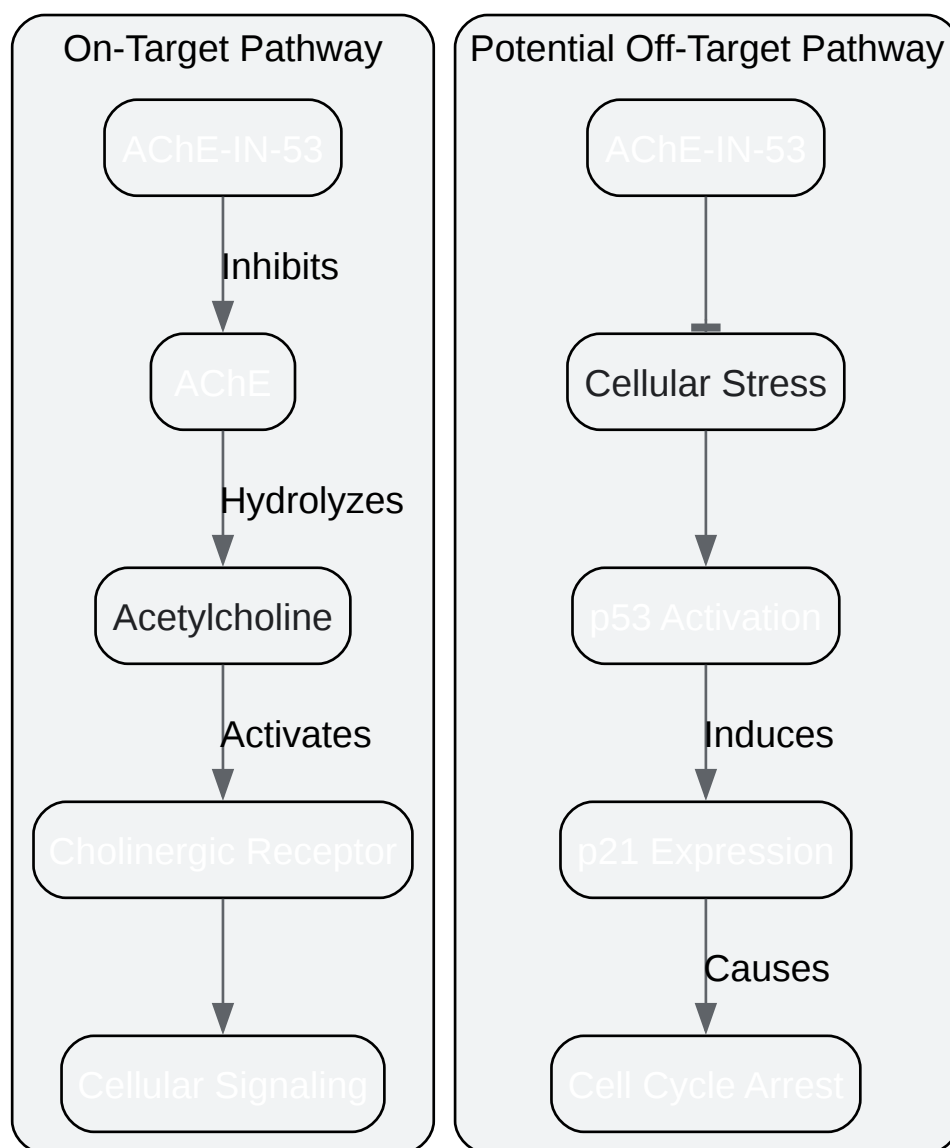 On-Target Pathway
AChE-IN-53
Inhibits
AChE
Hydrolyzes
Acetylcholine
Activates
Cholinergic Receptor
Cellular Signaling
Potential Off-Target Pathway
AChE-IN-53
Cellular Stress
p53 Activation
Induces
p21 Expression
Causes
Cell Cycle Arrest